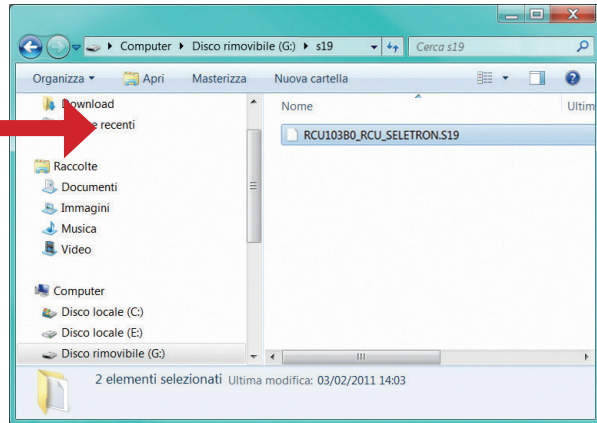 Computer Disco rimovibile (G:) s19 Cerca s19
Organizza Apri Masterizza Nuova cartella
Download
recenti
Raccolte
Documenti
Immagini
Musica
Video
Computer
Disco locale (C:)
Disco locale (E:)
Disco rimovibile (G:)
Nome Ultim
RCU103B0_RCU_SELETRON.S19
2 elementi selezionati Ultima modifica: 03/02/2011 14:03